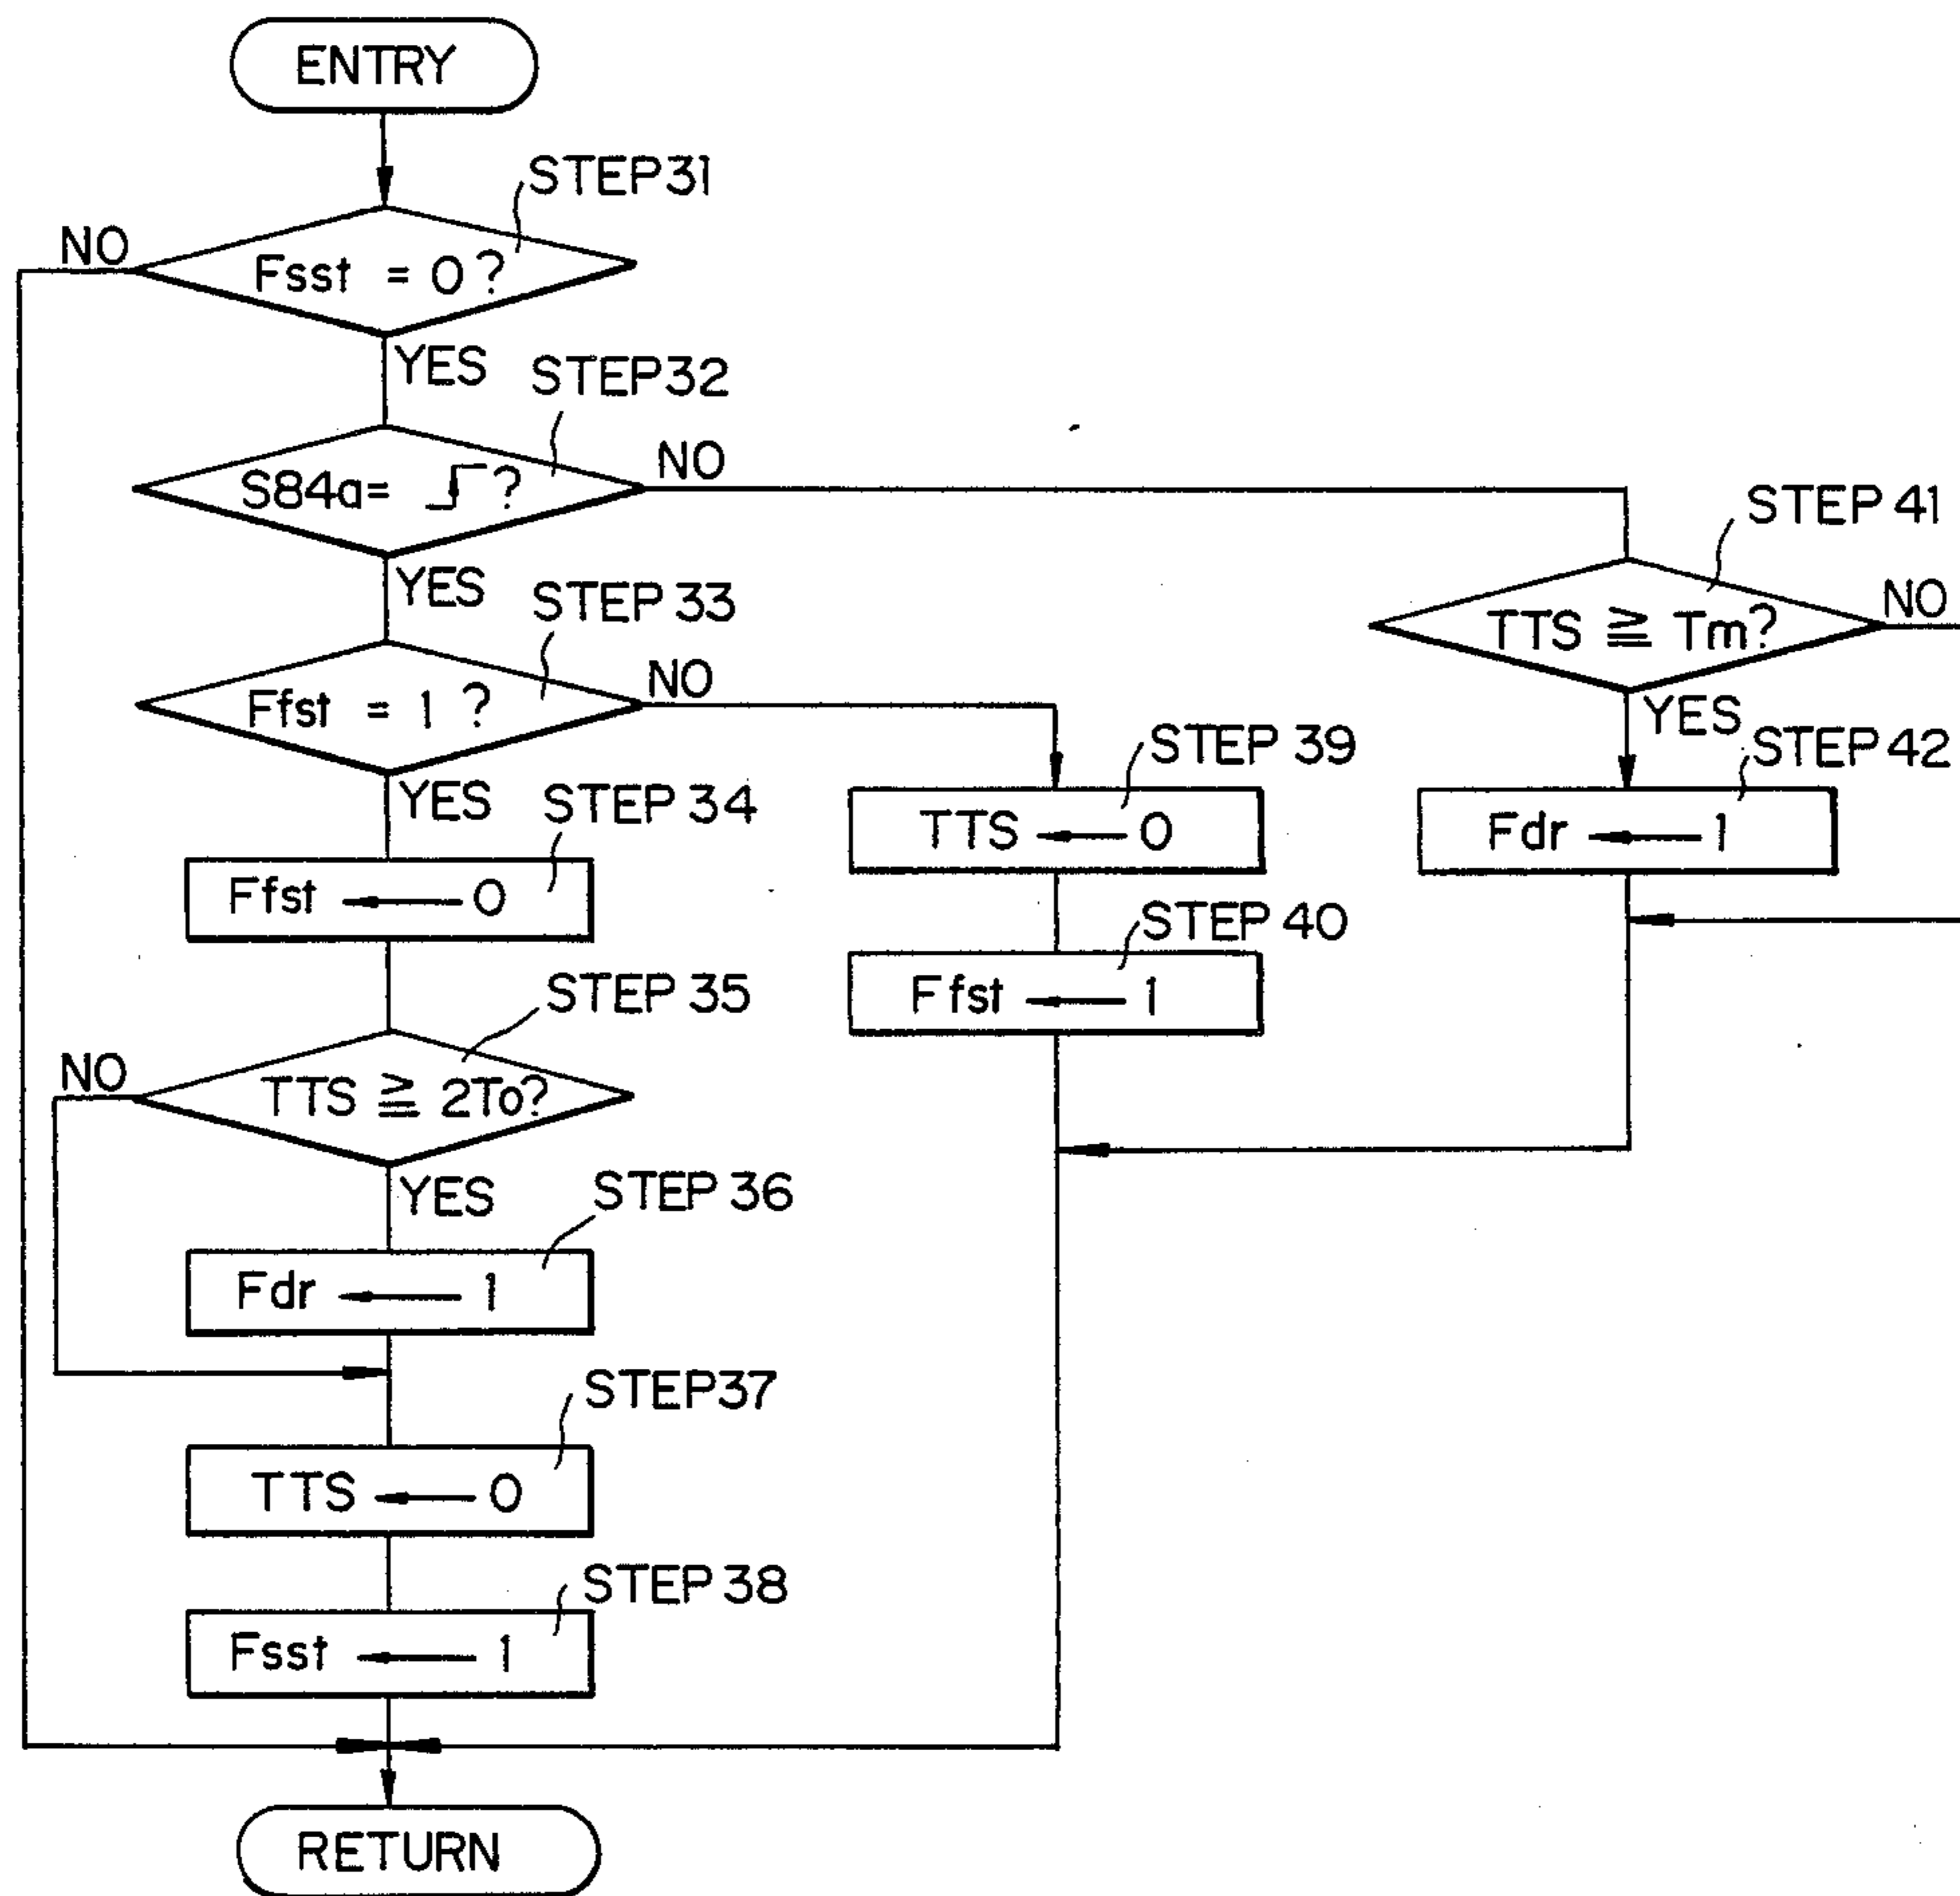 ENTRY
STEP31
NO
Fsst = 0 ?
YES
STEP32
S84a= ?
NO
YES
STEP 33
STEP 41
TTS ≧ Tm?
NO
Ffst = 1 ?
NO
YES
YES
STEP 34
STEP 39
STEP 42
Ffst ← 0
TTS ← 0
Fdr ← 1
STEP 40
Ffst ← 1
STEP 35
NO
TTS ≧ 2To?
YES
STEP 36
Fdr ← 1
STEP37
TTS ← 0
STEP 38
Fsst ← 1
RETURN